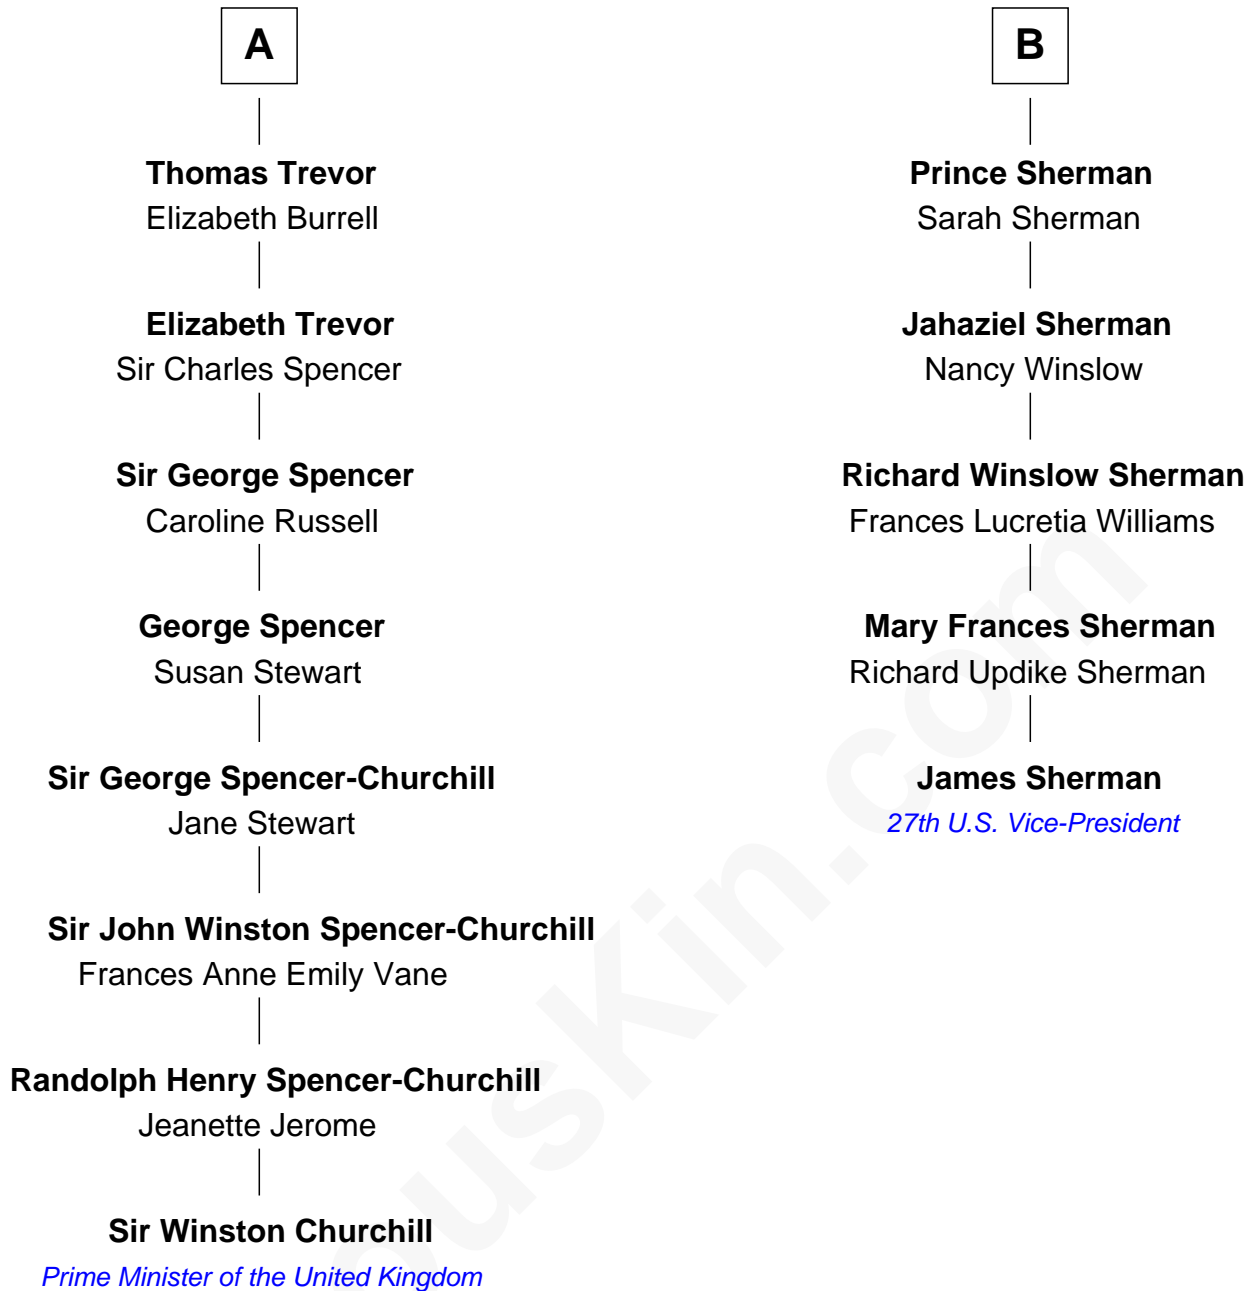 A
Thomas Trevor
Elizabeth Burrell
Elizabeth Trevor
Sir Charles Spencer
Sir George Spencer
Caroline Russell
George Spencer
Susan Stewart
Sir George Spencer-Churchill
Jane Stewart
Sir John Winston Spencer-Churchill
Frances Anne Emily Vane
Randolph Henry Spencer-Churchill
Jeanette Jerome
Sir Winston Churchill
Prime Minister of the United Kingdom
B
Prince Sherman
Sarah Sherman
Jahaziel Sherman
Nancy Winslow
Richard Winslow Sherman
Frances Lucretia Williams
Mary Frances Sherman
Richard Updike Sherman
James Sherman
27th U.S. Vice-President
ousKin.com